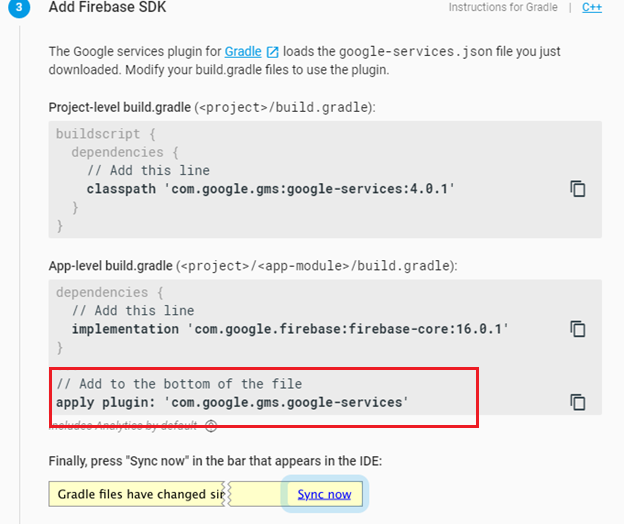 3 Add Firebase SDK Instructions for Gradle | C++
The Google services plugin for Gradle loads the google-services.json file you just
downloaded. Modify your build.gradle files to use the plugin.
Project-level build.gradle (<project>/build.gradle):
buildscript {
dependencies {
// Add this line
classpath 'com.google.gms:google-services:4.0.1'
}
}
App-level build.gradle (<project>/<app-module>/build.gradle):
dependencies {
// Add this line
implementation 'com.google.firebase:firebase-core:16.0.1'
}
// Add to the bottom of the file
apply plugin: 'com.google.gms.google-services'
Includes Analytics by default
Finally, press "Sync now" in the bar that appears in the IDE:
Gradle files have changed sin Sync now